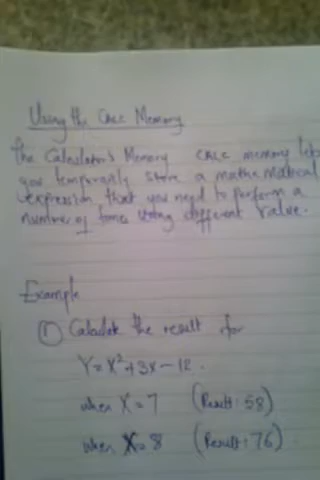 Using the CALC Memory
The Calculators Memory CALC memory lets
you temporarily store a mathematical
expression that you need to perform a
number of times using different value.
Example
① Calculate the result for
Y=X²+3X-12.
when X=7 (Result: 58)
when X=8 (Result: 76)